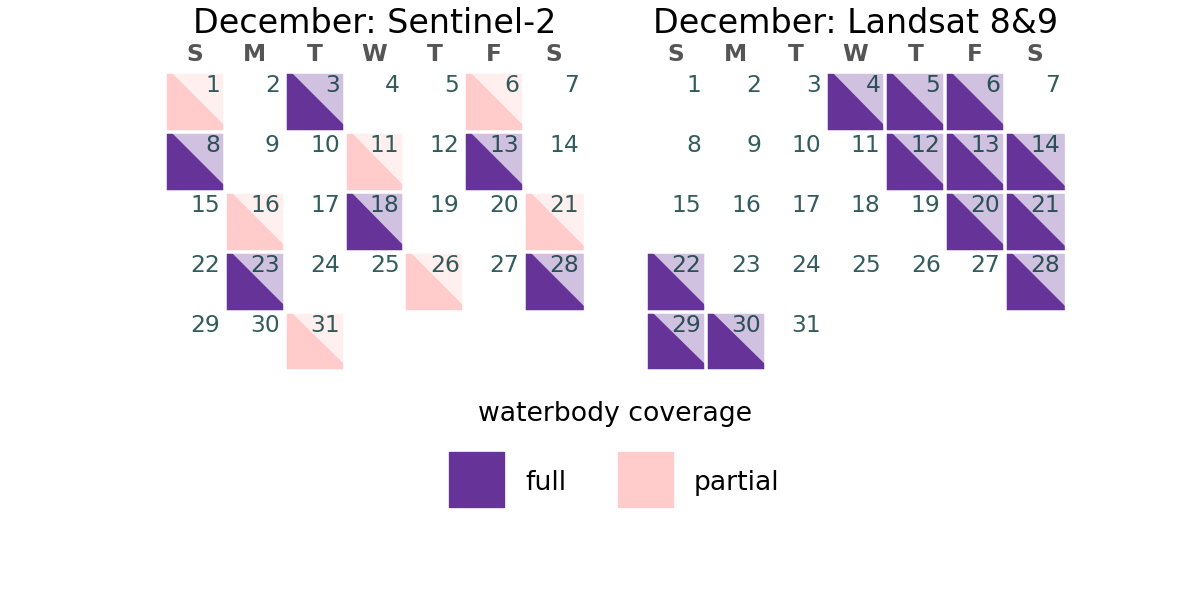 December: Sentinel-2
S M T W T F S
1 2 3 4 5 6 7
8 9 10 11 12 13 14
15 16 17 18 19 20 21
22 23 24 25 26 27 28
29 30 31
December: Landsat 8&9
S M T W T F S
1 2 3 4 5 6 7
8 9 10 11 12 13 14
15 16 17 18 19 20 21
22 23 24 25 26 27 28
29 30 31
waterbody coverage
full partial